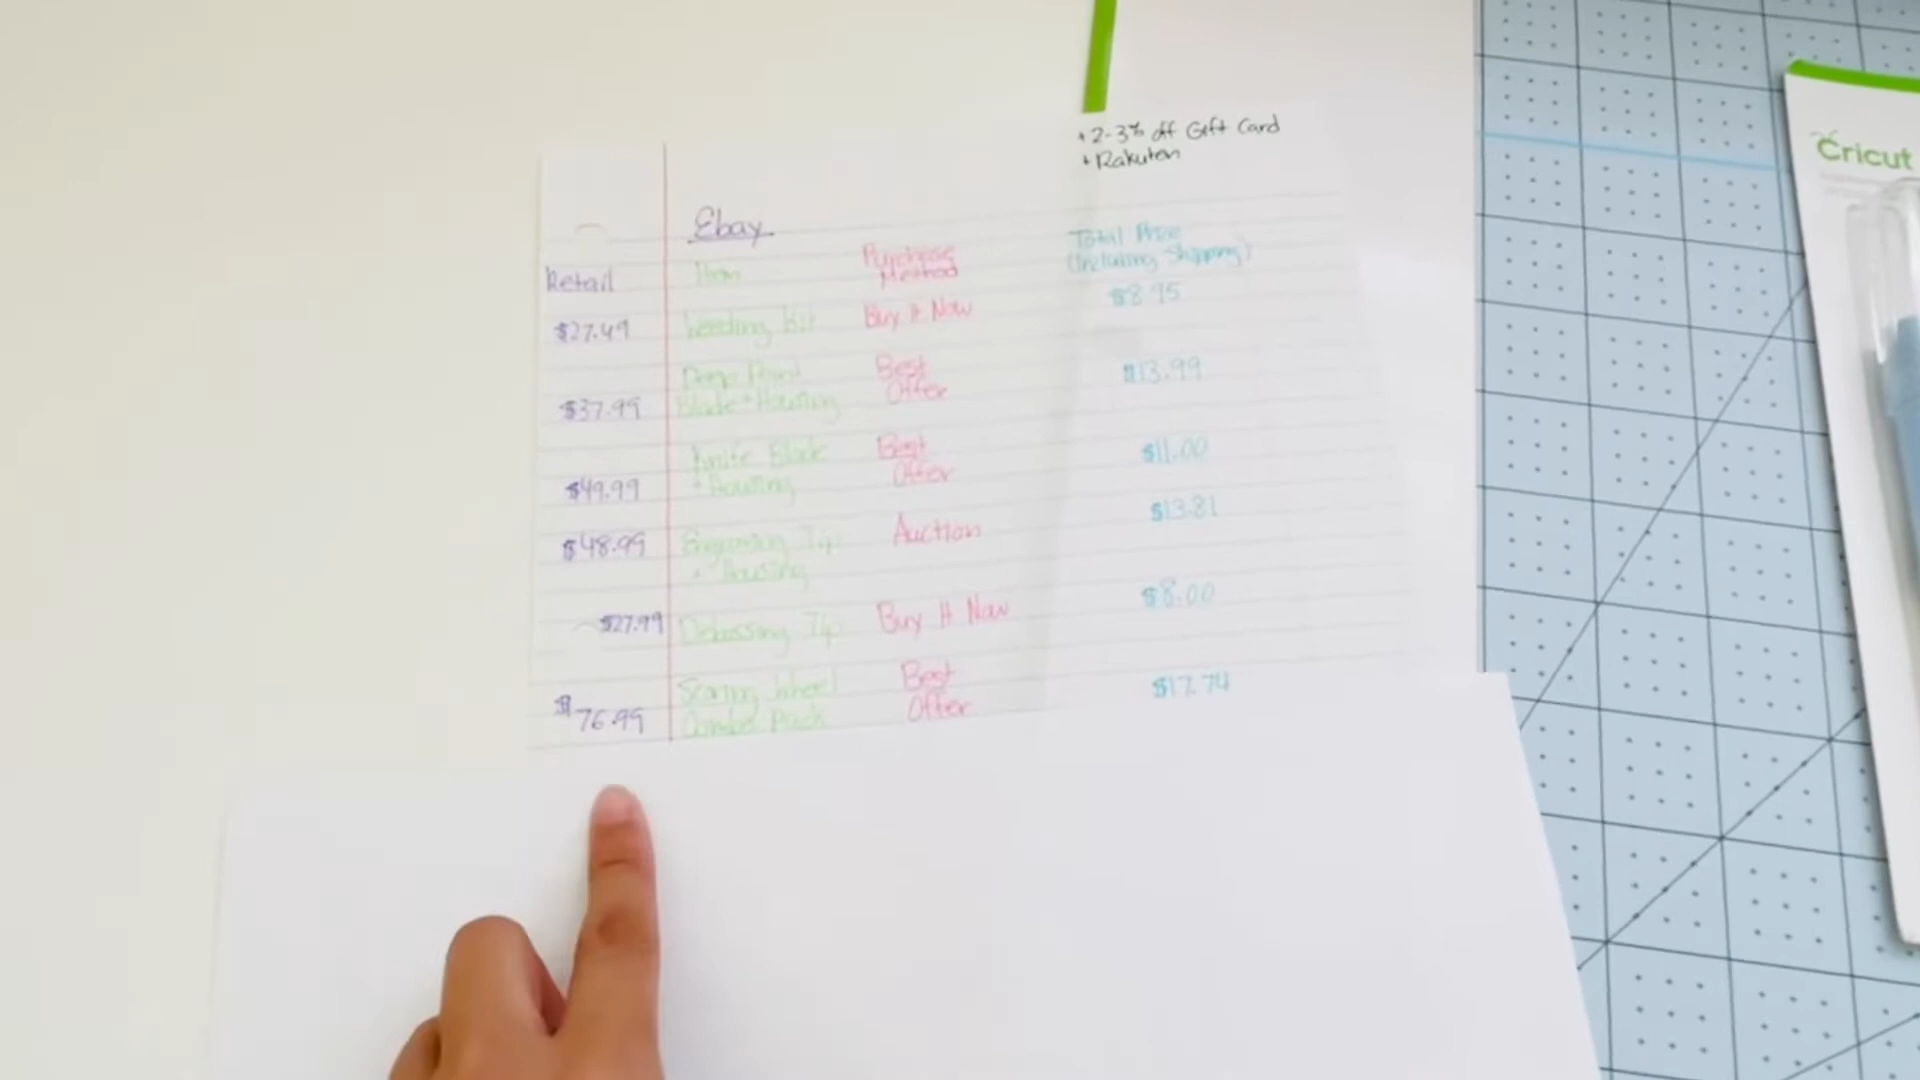 + 2-3% off Gift Card
+ Rakuten
Ebay
Retail Item Purchase Method Total Price (Including Shipping)
$27.49 Weeding Kit Buy It Now $8.95
$37.99 Deep Point Blade + Housing Best Offer $13.99
$49.99 Knife Blade + Housing Best Offer $11.00
$48.99 Engraving Tip + Housing Auction $13.81
$27.99 Debossing Tip Buy It Now $8.00
$76.99 Scoring Wheel Combo Pack Best Offer $17.74
Cricut